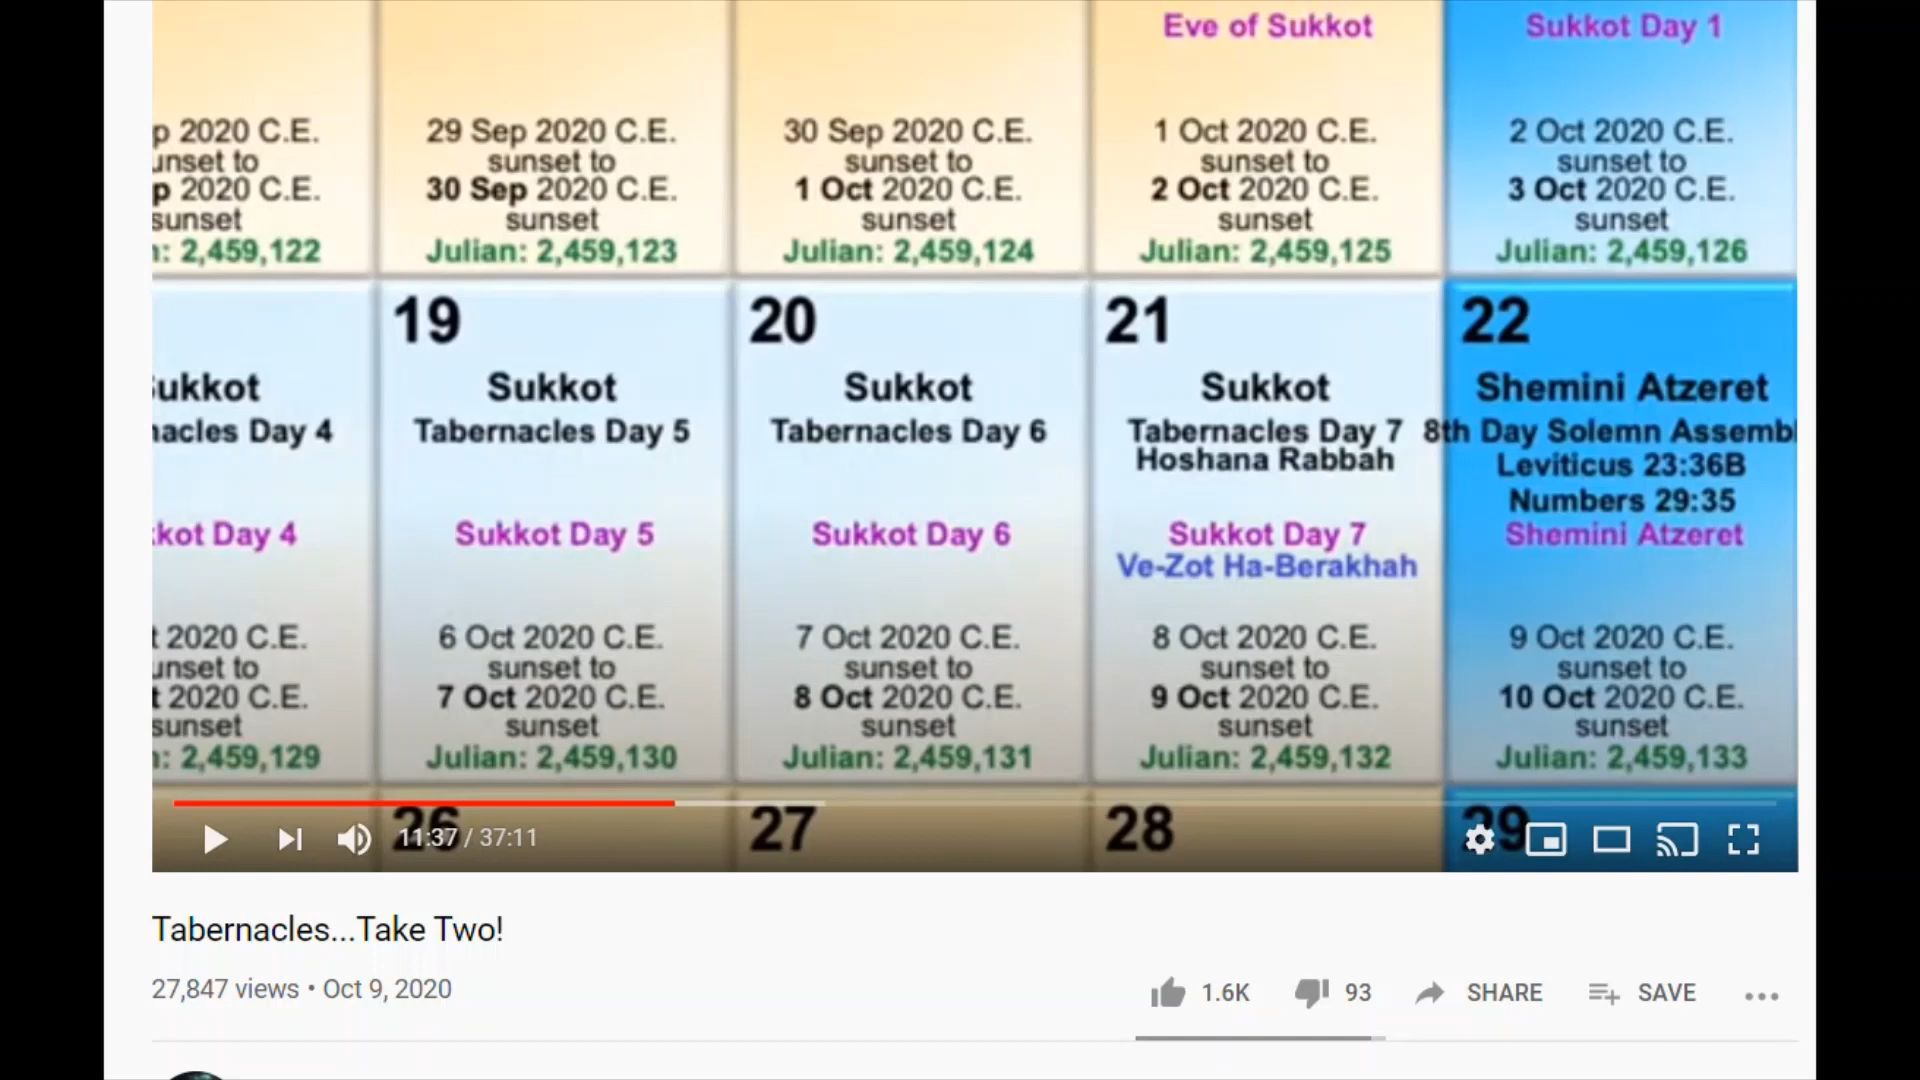 Eve of Sukkot
Sukkot Day 1
p 2020 C.E.
unset to
p 2020 C.E.
sunset
n: 2,459,122
29 Sep 2020 C.E.
sunset to
30 Sep 2020 C.E.
sunset
Julian: 2,459,123
30 Sep 2020 C.E.
sunset to
1 Oct 2020 C.E.
sunset
Julian: 2,459,124
1 Oct 2020 C.E.
sunset to
2 Oct 2020 C.E.
sunset
Julian: 2,459,125
2 Oct 2020 C.E.
sunset to
3 Oct 2020 C.E.
sunset
Julian: 2,459,126
ukkot
nacles Day 4
kot Day 4
t 2020 C.E.
unset to
t 2020 C.E.
sunset
n: 2,459,129
19
Sukkot
Tabernacles Day 5
Sukkot Day 5
6 Oct 2020 C.E.
sunset to
7 Oct 2020 C.E.
sunset
Julian: 2,459,130
20
Sukkot
Tabernacles Day 6
Sukkot Day 6
7 Oct 2020 C.E.
sunset to
8 Oct 2020 C.E.
sunset
Julian: 2,459,131
21
Sukkot
Tabernacles Day 7
Hoshana Rabbah
Sukkot Day 7
Ve-Zot Ha-Berakhah
8 Oct 2020 C.E.
sunset to
9 Oct 2020 C.E.
sunset
Julian: 2,459,132
22
Shemini Atzeret
8th Day Solemn Assembl
Leviticus 23:36B
Numbers 29:35
Shemini Atzeret
9 Oct 2020 C.E.
sunset to
10 Oct 2020 C.E.
sunset
Julian: 2,459,133
26
27
28
29
11:37 / 37:11
Tabernacles...Take Two!
27,847 views • Oct 9, 2020
1.6K
93
SHARE
SAVE